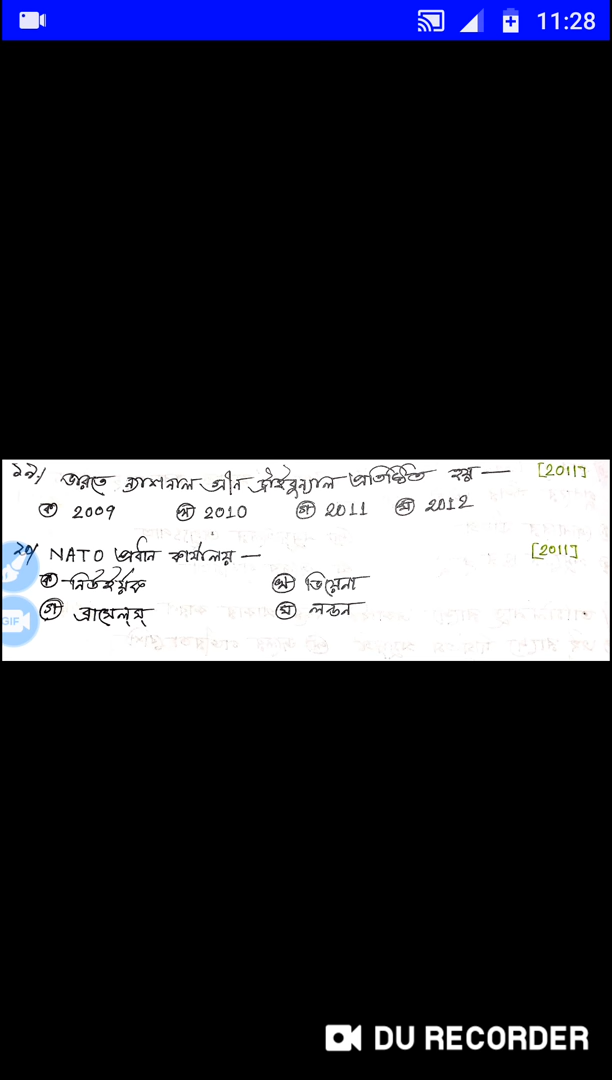 11:28
১৯/ ভারতে ন্যাশনাল গ্রীন ট্রাইবুন্যাল প্রতিষ্ঠিত হয় — [2011]
ক 2009 খ 2010 গ 2011 ঘ 2012
২০/ NATO প্রধান কার্যালয় — [2011]
ক নিউইয়র্ক খ ভিয়েনা
গ ব্রাসেল্‌স্ ঘ লন্ডন
GIF
DU RECORDER